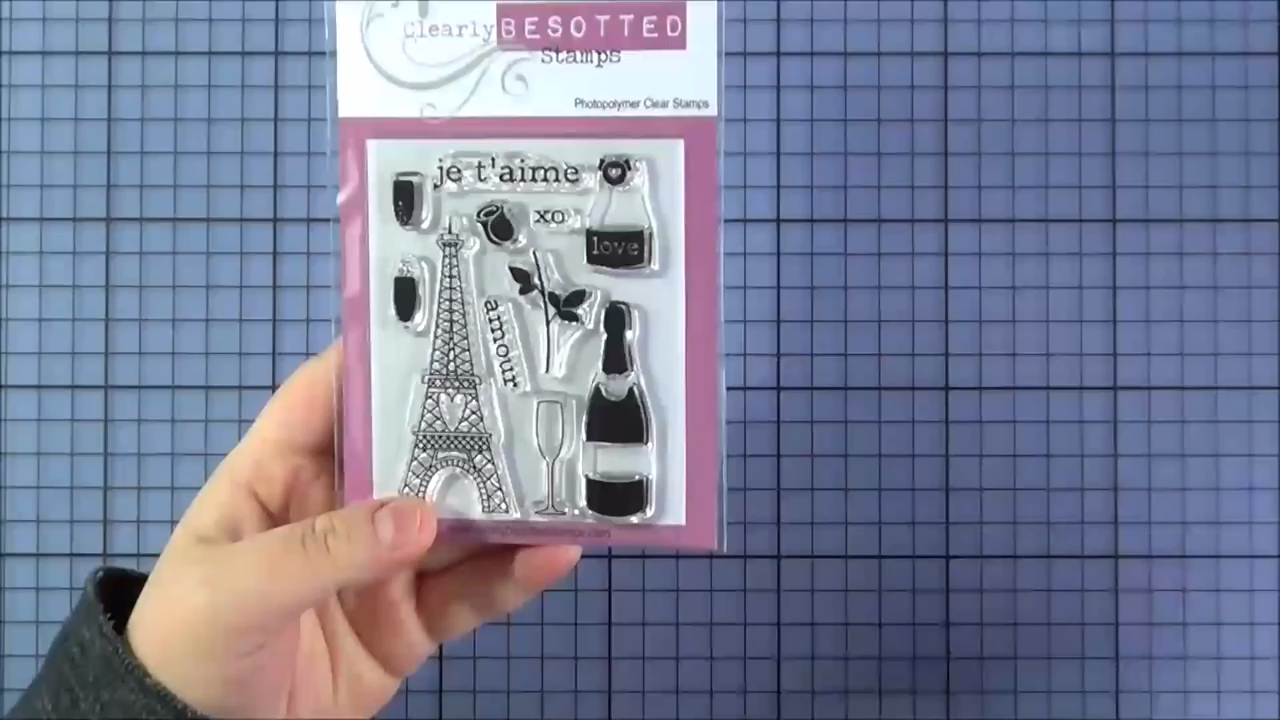 Clearly BESOTTED
Stamps
Photopolymer Clear Stamps
je t'aime
xo
love
amour